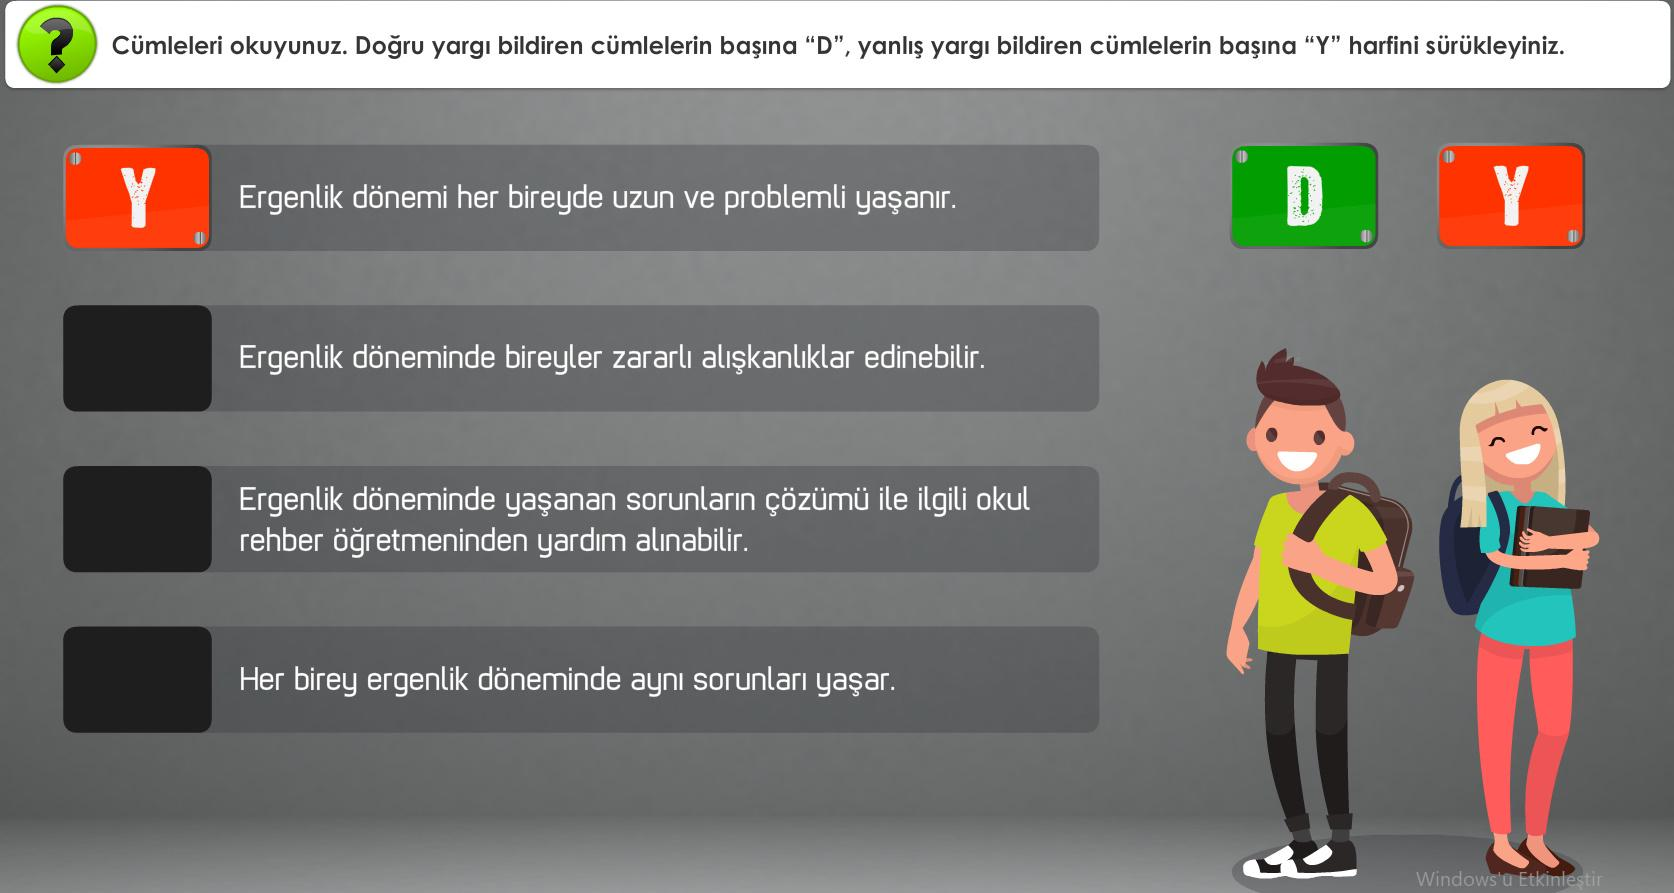 ?
Cümleleri okuyunuz. Doğru yargı bildiren cümlelerin başına “D”, yanlış yargı bildiren cümlelerin başına “Y” harfini sürükleyiniz.
Y Ergenlik dönemi her bireyde uzun ve problemli yaşanır.
D Y
Ergenlik döneminde bireyler zararlı alışkanlıklar edinebilir.
Ergenlik döneminde yaşanan sorunların çözümü ile ilgili okul
rehber öğretmeninden yardım alınabilir.
Her birey ergenlik döneminde aynı sorunları yaşar.
Windows'u Etkinleştir